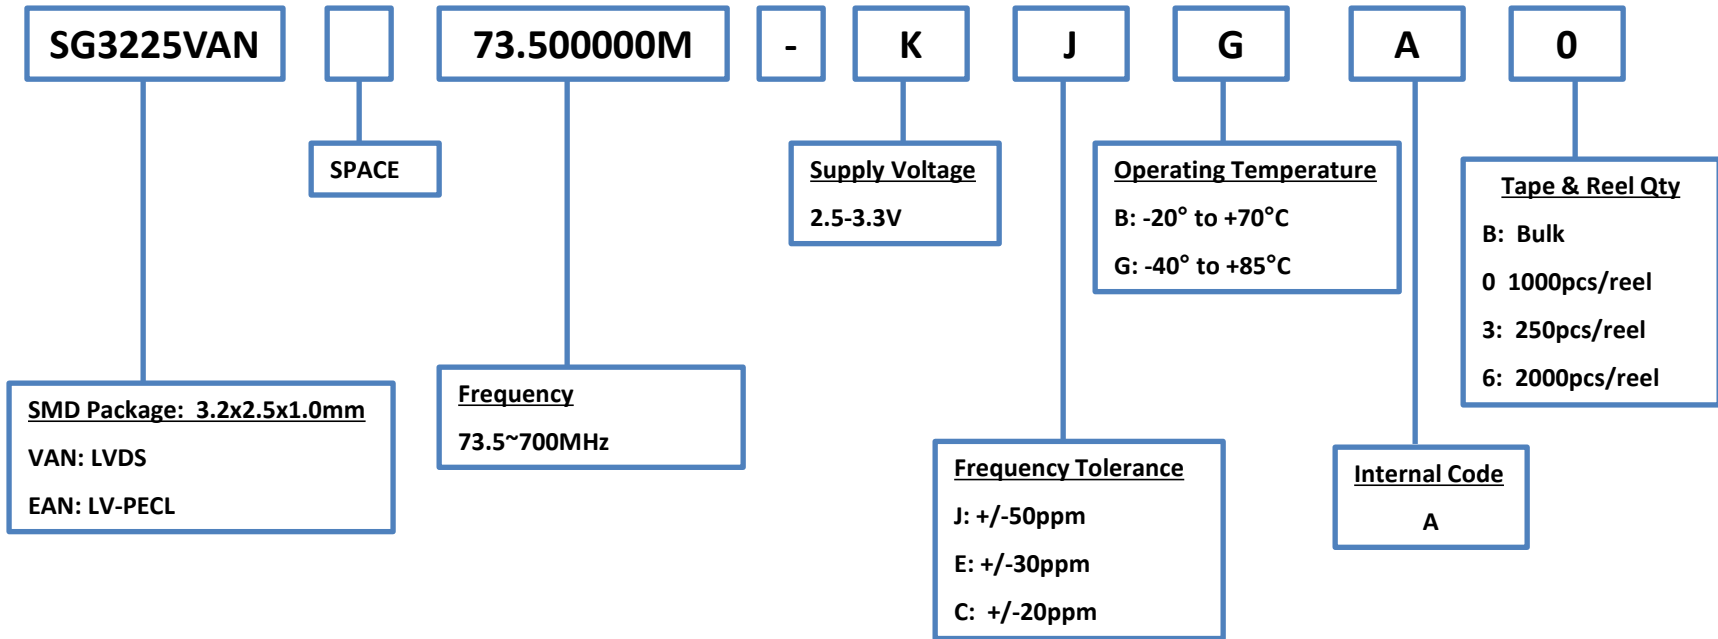 SG3225VAN 73.500000M - K J G A 0
SPACE
Supply Voltage
2.5-3.3V
Operating Temperature
B: -20° to +70°C
G: -40° to +85°C
Tape & Reel Qty
B: Bulk
0 1000pcs/reel
3: 250pcs/reel
6: 2000pcs/reel
SMD Package: 3.2x2.5x1.0mm
VAN: LVDS
EAN: LV-PECL
Frequency
73.5~700MHz
Frequency Tolerance
J: +/-50ppm
E: +/-30ppm
C: +/-20ppm
Internal Code
A